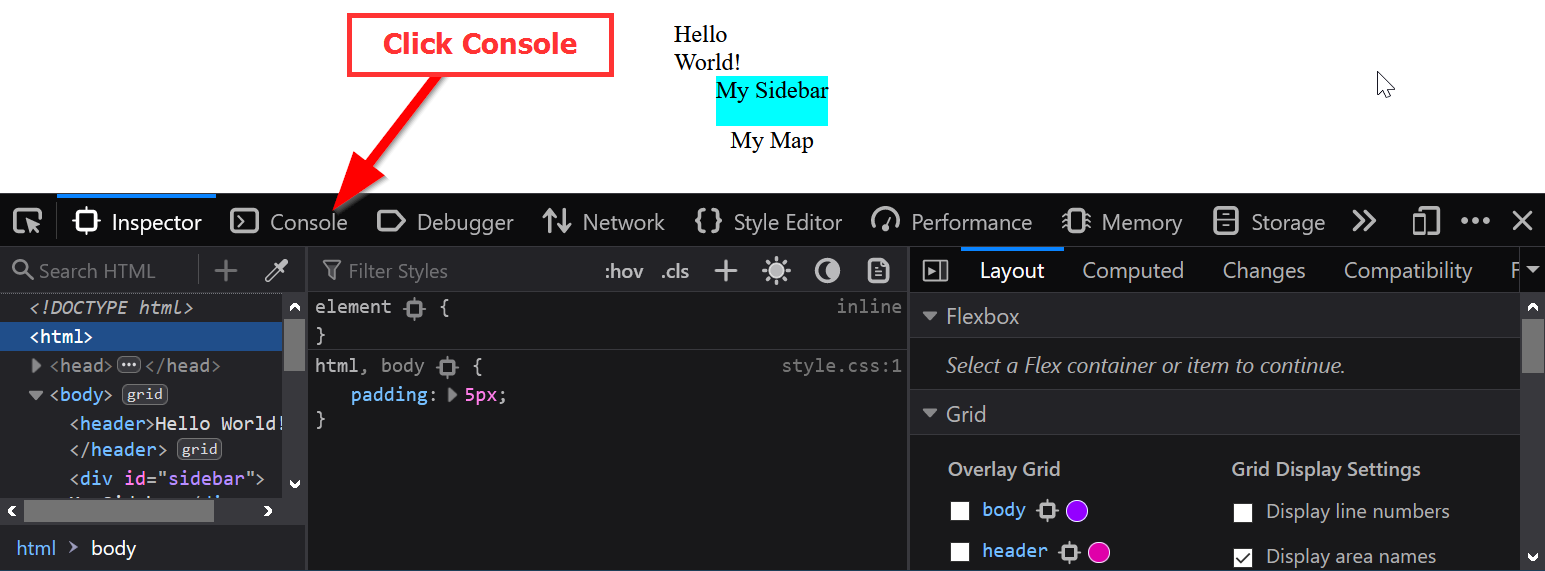 Click Console
Hello
World!
My Sidebar
My Map
Inspector Console Debugger Network Style Editor Performance Memory Storage
Search HTML
<!DOCTYPE html>
<html>
<head> </head>
<body> grid
<header>Hello World!
</header> grid
<div id="sidebar">
html > body
Filter Styles :hov .cls
element { inline
}
html, body { style.css:1
padding: 5px;
}
Layout Computed Changes Compatibility
Flexbox
Select a Flex container or item to continue.
Grid
Overlay Grid
body
header
Grid Display Settings
Display line numbers
Display area names